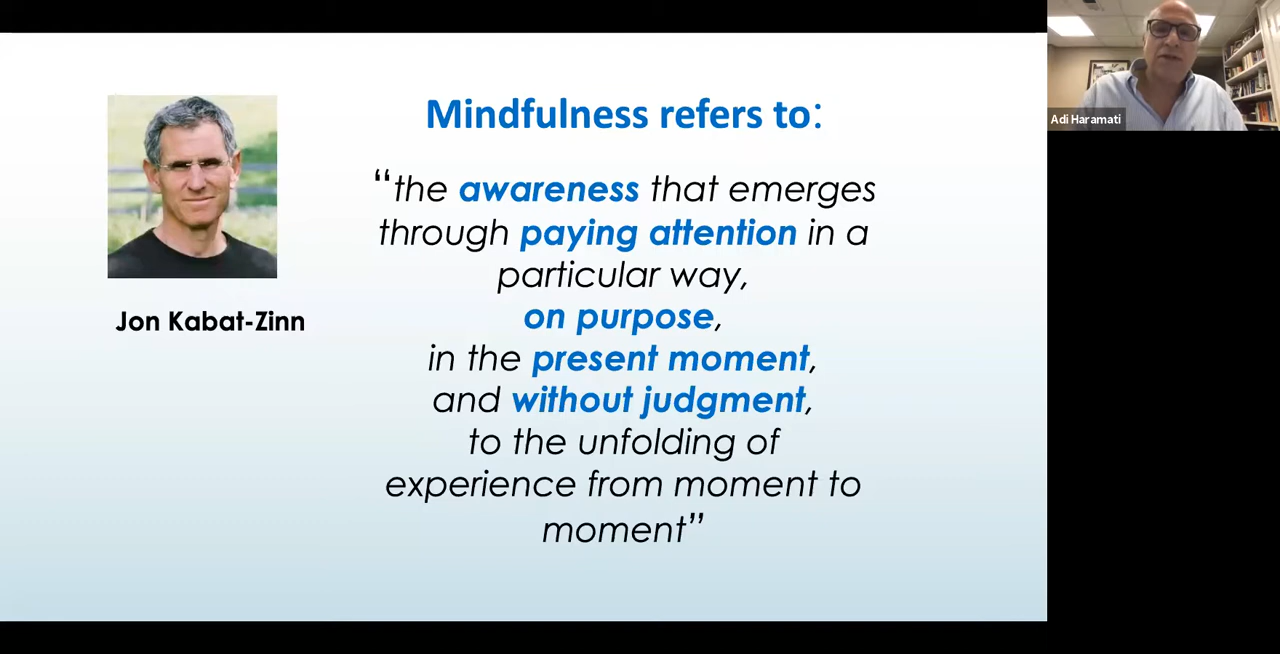 Mindfulness refers to:
“the awareness that emerges
through paying attention in a
particular way,
on purpose,
in the present moment,
and without judgment,
to the unfolding of
experience from moment to
moment”
Jon Kabat-Zinn
Adi Haramati